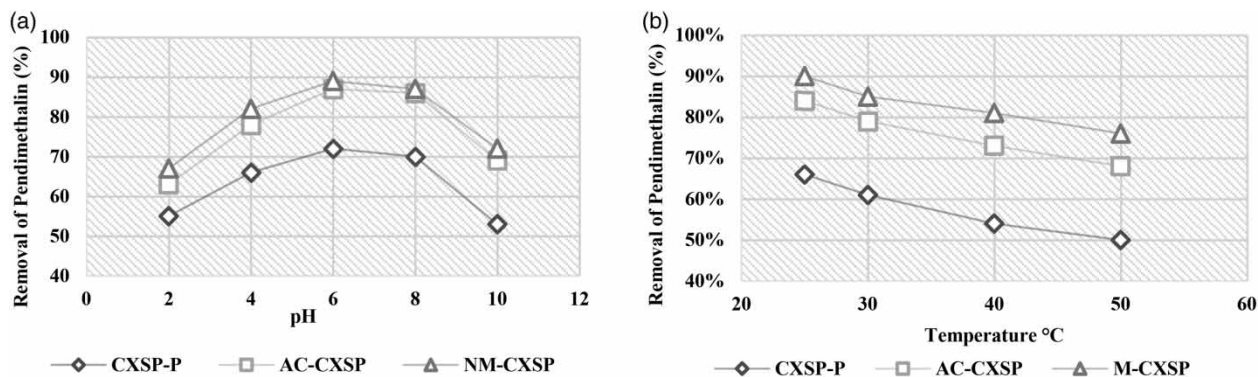 (a)
Removal of Pendimethalin (%)
100
90
80
70
60
50
40
0
2
4
6
8
10
12
pH
CXSP-P
AC-CXSP
NM-CXSP
(b)
Removal of Pendimethalin (%)
100%
90%
80%
70%
60%
50%
40%
20
30
40
50
60
Temperature °C
CXSP-P
AC-CXSP
M-CXSP